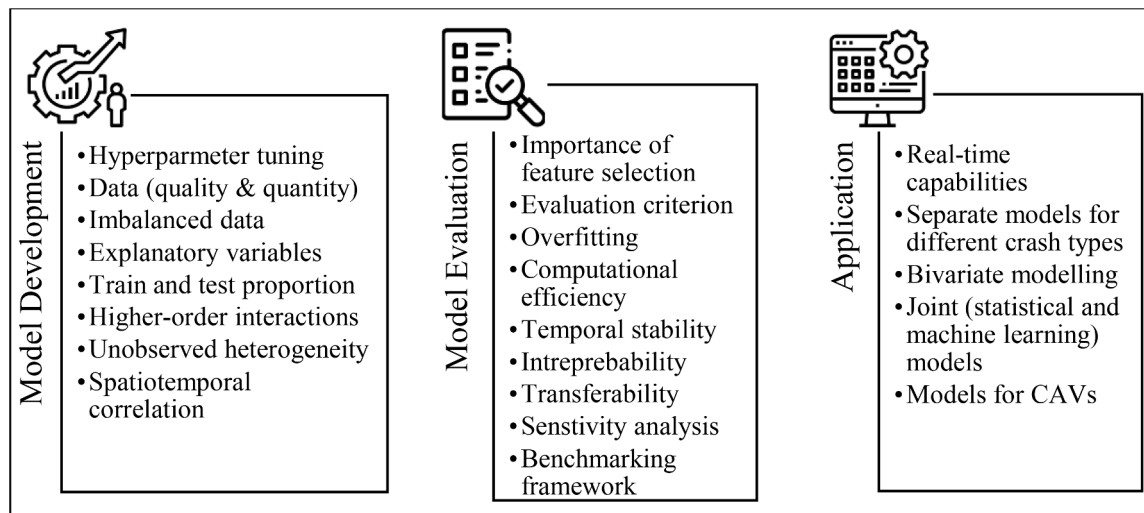 Model Development
•Hyperparmeter tuning
•Data (quality & quantity)
•Imbalanced data
•Explanatory variables
•Train and test proportion
•Higher-order interactions
•Unobserved heterogeneity
•Spatiotemporal
correlation
Model Evaluation
•Importance of
feature selection
•Evaluation criterion
•Overfitting
•Computational
efficiency
•Temporal stability
•Intreprebability
•Transferability
•Senstivity analysis
•Benchmarking
framework
Application
•Real-time
capabilities
•Separate models for
different crash types
•Bivariate modelling
•Joint (statistical and
machine learning)
models
•Models for CAVs